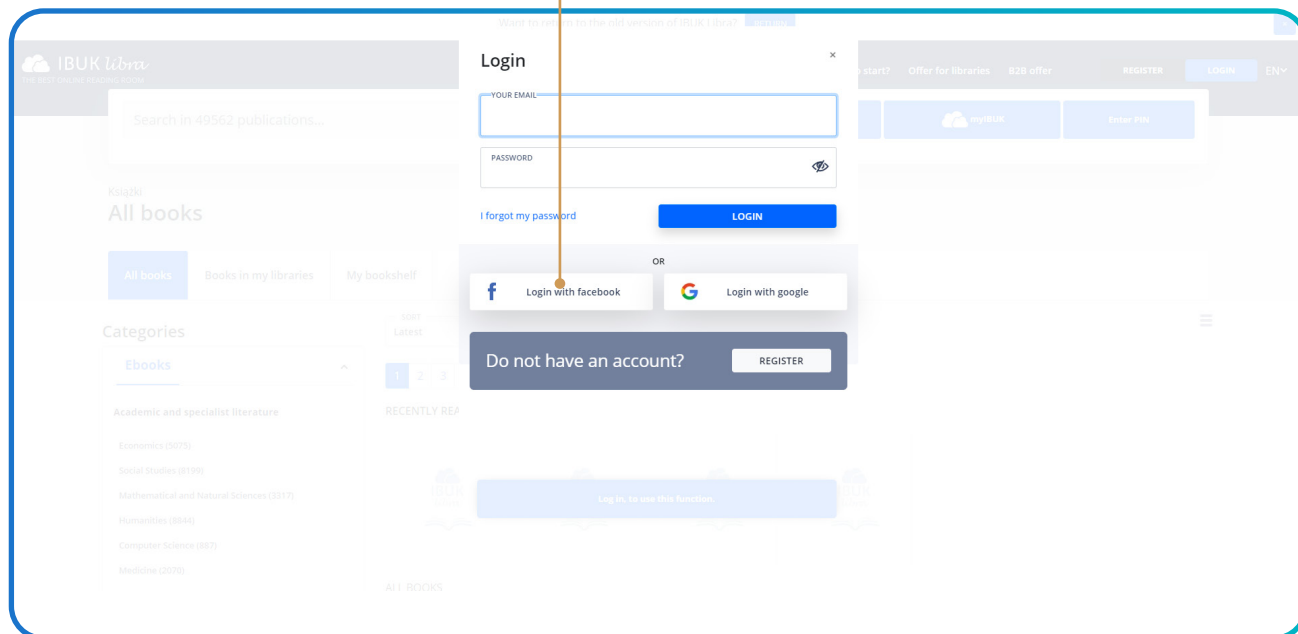 Want to return to the old version of IBUK Libra? RETURN
IBUK libra
THE BEST ONLINE READING ROOM
start? Offer for libraries B2B offer REGISTER LOGIN EN
Login
×
YOUR EMAIL
PASSWORD
I forgot my password LOGIN
OR
Login with facebook Login with google
Do not have an account? REGISTER
Search in 49562 publications...
myIBUK Enter PIN
Książki
All books
All books Books in my libraries My bookshelf
Categories
SORT
Latest
Ebooks
1 2 3
Academic and specialist literature
RECENTLY REA
Social Studies (8199)
Mathematical and Natural Sciences (3317)
Humanities (9844)
Computer Science (887)
Medicine (2070)
Log in, to use this function
ALL BOOKS